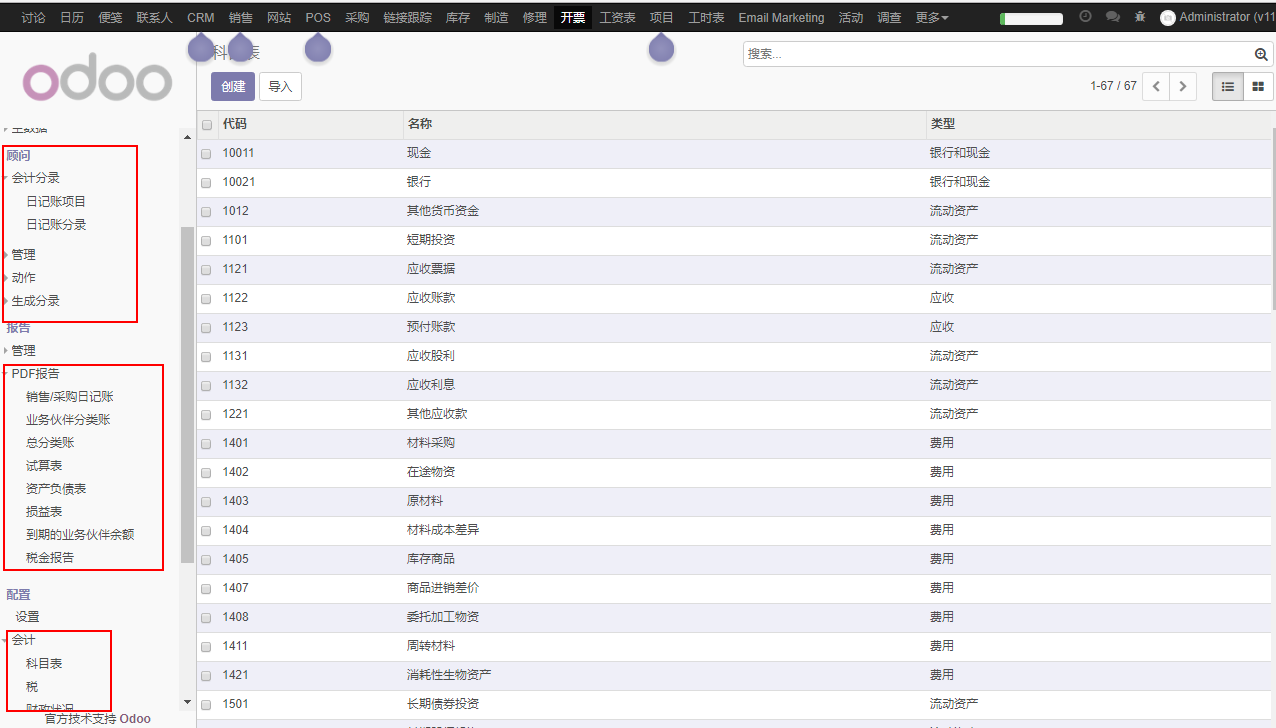 讨论 日历 便笺 联系人 CRM 销售 网站 POS 采购 链接跟踪 库存 制造 修理 开票 工资表 项目 工时表 Email Marketing 活动 调查 更多 Administrator (v11
odoo
科目表
搜索...
创建 导入
1-67 / 67
主数据
顾问
会计分录
日记账项目
日记账分录
管理
动作
生成分录
报告
管理
PDF报告
销售/采购日记账
业务伙伴分类账
总分类账
试算表
资产负债表
损益表
到期的业务伙伴余额
税金报告
配置
设置
会计
科目表
税
财政状况
官方技术支持 Odoo
代码 名称 类型
10011 现金 银行和现金
10021 银行 银行和现金
1012 其他货币资金 流动资产
1101 短期投资 流动资产
1121 应收票据 流动资产
1122 应收账款 应收
1123 预付账款 应收
1131 应收股利 流动资产
1132 应收利息 流动资产
1221 其他应收款 流动资产
1401 材料采购 费用
1402 在途物资 费用
1403 原材料 费用
1404 材料成本差异 费用
1405 库存商品 费用
1407 商品进销差价 费用
1408 委托加工物资 费用
1411 周转材料 费用
1421 消耗性生物资产 费用
1501 长期债券投资 流动资产